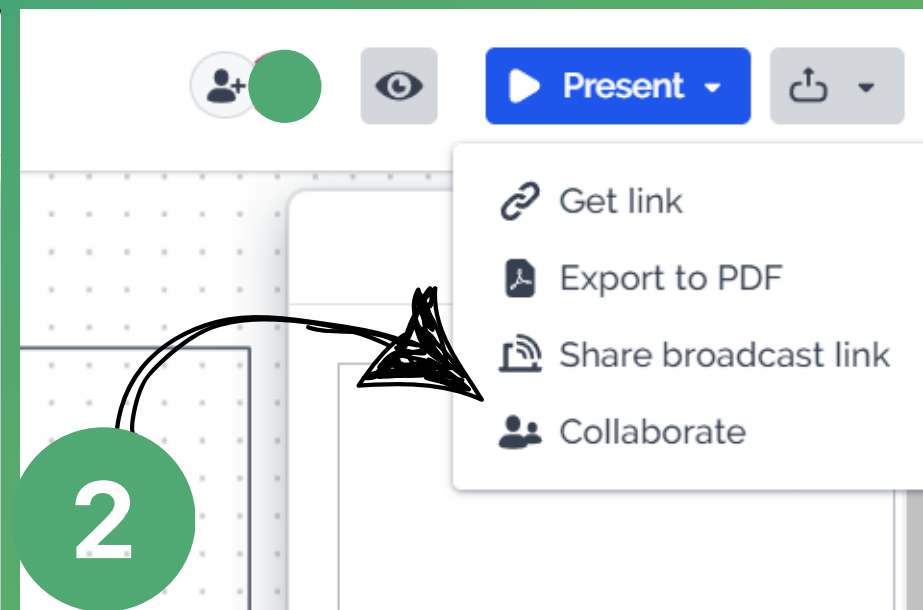 Present
Get link
Export to PDF
Share broadcast link
Collaborate
2